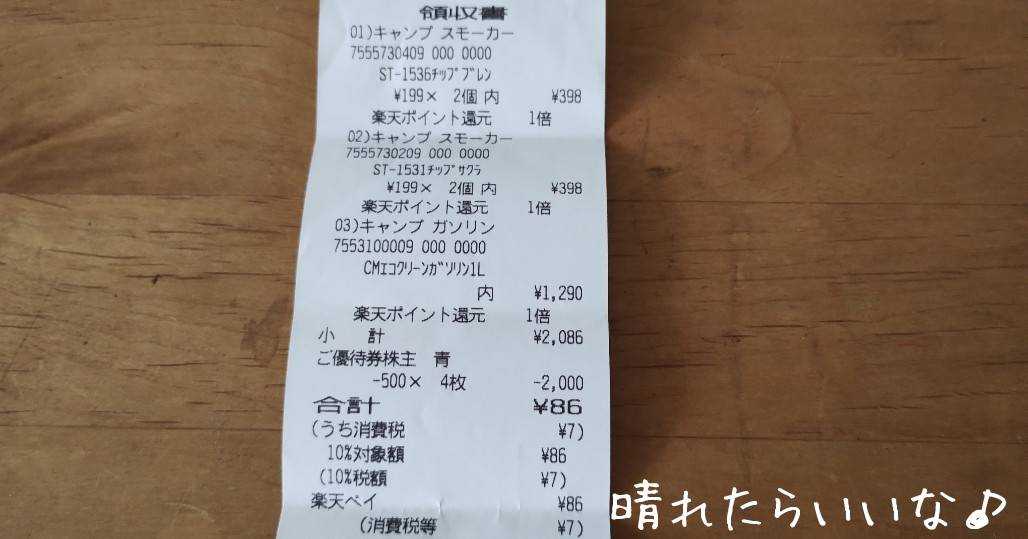 領収書
01)キャンプ スモーカー
7555730409 000 0000
ST-1536ﾁｯﾌﾟﾌﾞﾚﾝ
¥199× 2個 内 ¥398
楽天ポイント還元 1倍
02)キャンプ スモーカー
7555730209 000 0000
ST-1531ﾁｯﾌﾟｻｸﾗ
¥199× 2個 内 ¥398
楽天ポイント還元 1倍
03)キャンプ ガソリン
7553100009 000 0000
CMｴｺｸﾘｰﾝｶﾞｿﾘﾝ1L
内 ¥1,290
楽天ポイント還元 1倍
小 計 ¥2,086
ご優待券株主 青
-500× 4枚 -2,000
合計 ¥86
(うち消費税 ¥7)
10%対象額 ¥86
(10%税額 ¥7)
楽天ペイ ¥86
(消費税等 ¥7)
晴れたらいいな♪